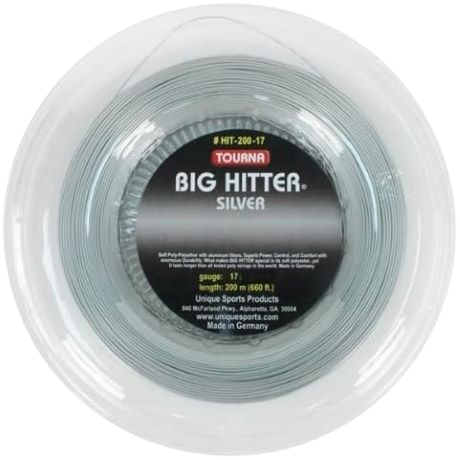 # HIT-200-17
TOURNA
BIG HITTER®
SILVER
Soft Poly-Polyether with aluminum fibers. Superb Power, Control, and Comfort with
enormous Durability. What makes BIG HITTER special is its soft polyester...yet
it feels longer than all tested poly strings in the world. Made in Germany.
gauge: 17
length: 200 m (660 ft.)
Unique Sports Products
840 McFarland Pkwy., Alpharetta, GA. 30004
www.uniquesports.com
Made in Germany